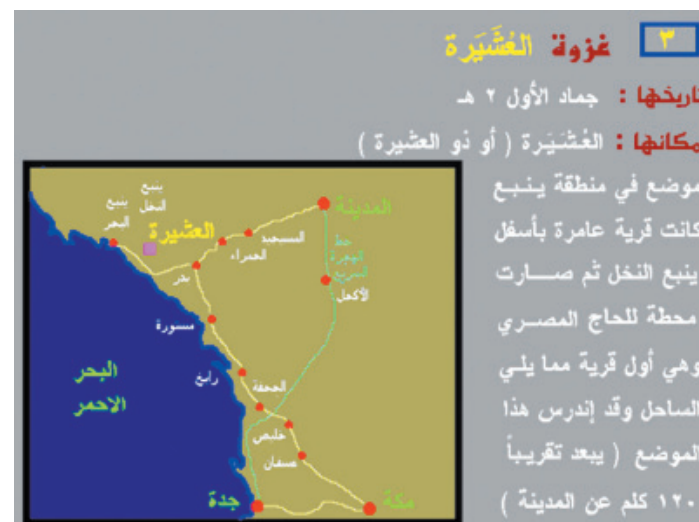 ٣ غزوة العُشَيَرة
تاريخها : جماد الأول ٢ هـ
مكانها : العُشَيَرة ( أو ذو العشيرة )
موضع في منطقة ينبع
كانت قرية عامرة بأسفل
ينبع النخل ثم صارت
محطة للحاج المصري
وهي أول قرية مما يلي
الساحل وقد إندرس هذا
الموضع ( يبعد تقريباً
١٢٠ كلم عن المدينة )
ينبع النخل
ينبع البحر
العشيرة
المدينة
المسيجيد
الحمراء
بدر
خط الهجرة السريع
الأكحل
مستورة
رابغ
الجحفة
خليص
عسفان
البحر
الاحمر
جدة
مكة